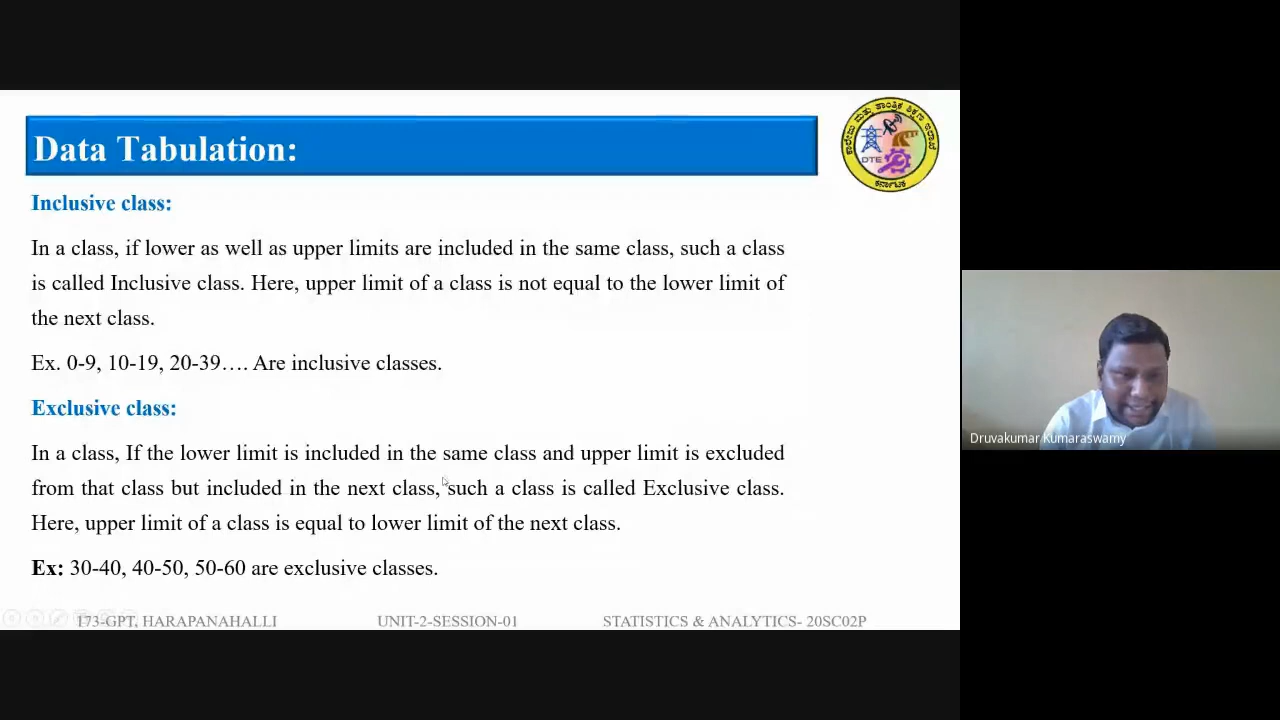 Data Tabulation:
ಕಾಲೇಜು ಮತ್ತು ತಾಂತ್ರಿಕ ಶಿಕ್ಷಣ ಇಲಾಖೆ
DTE
ಕರ್ನಾಟಕ
Inclusive class:
In a class, if lower as well as upper limits are included in the same class, such a class
is called Inclusive class. Here, upper limit of a class is not equal to the lower limit of
the next class.
Ex. 0-9, 10-19, 20-39…. Are inclusive classes.
Exclusive class:
In a class, If the lower limit is included in the same class and upper limit is excluded
from that class but included in the next class, such a class is called Exclusive class.
Here, upper limit of a class is equal to lower limit of the next class.
Ex: 30-40, 40-50, 50-60 are exclusive classes.
173-GPT, HARAPANAHALLI UNIT-2-SESSION-01 STATISTICS & ANALYTICS- 20SC02P
Druvakumar Kumaraswamy